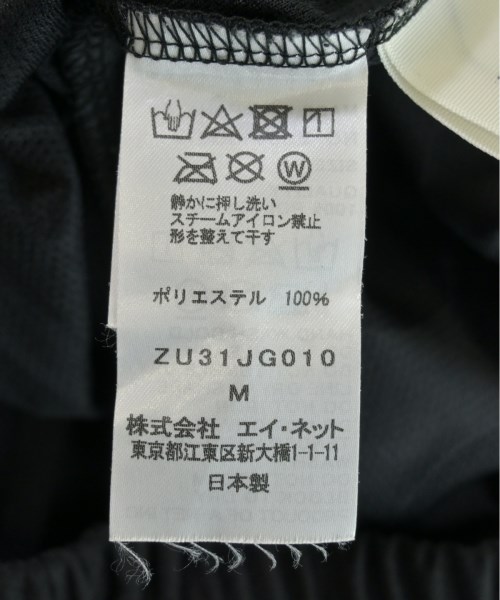 静かに押し洗い
スチームアイロン禁止
形を整えて干す
ポリエステル 100%
ZU31JG010
M
株式会社 エイ・ネット
東京都江東区新大橋1-1-11
日本製